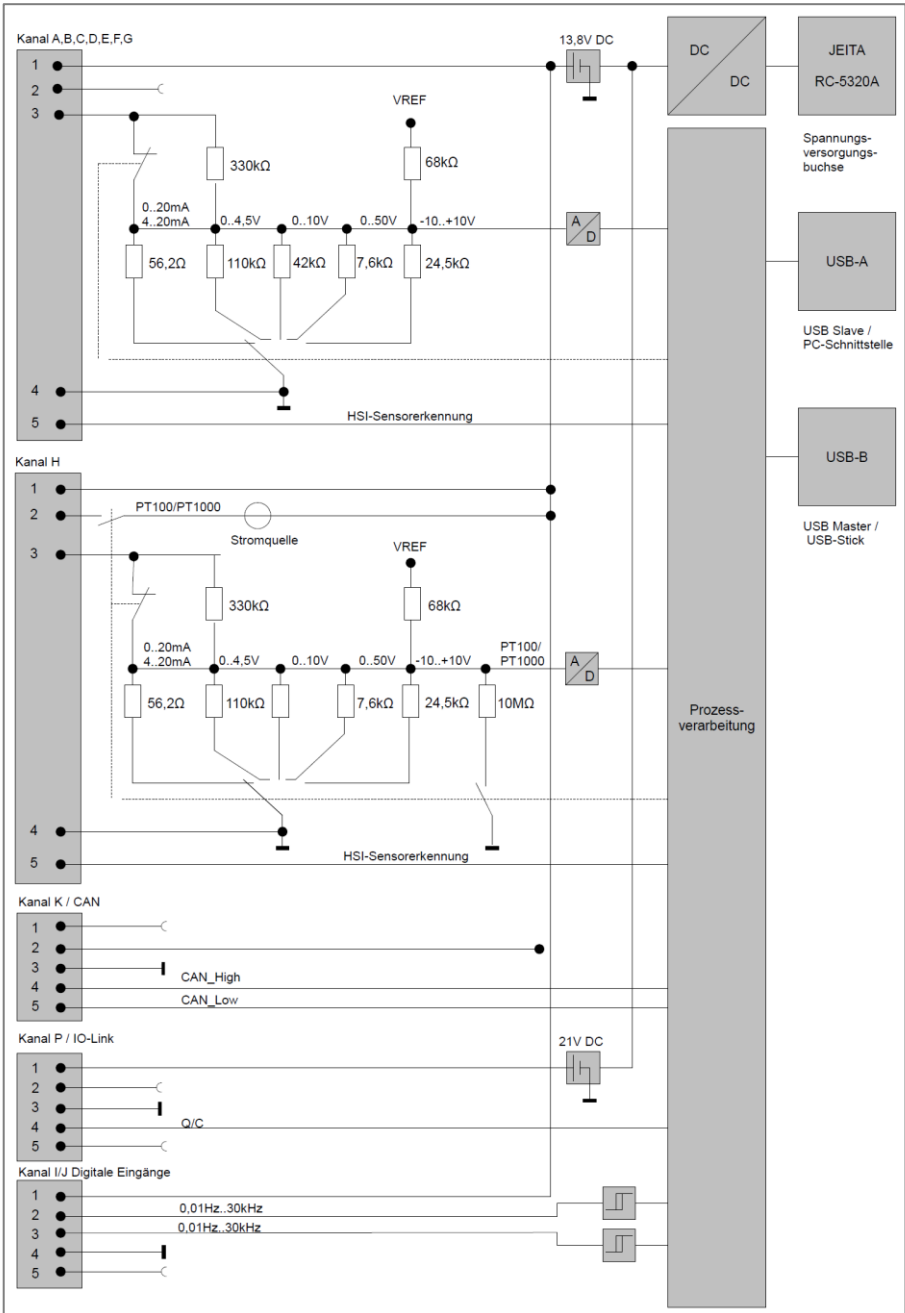 Kanal A,B,C,D,E,F,G
13,8V DC
DC
DC
JEITA
RC-5320A
Spannungs-
versorgungs-
buchse
1
2
3
VREF
330kΩ
68kΩ
0..20mA
4..20mA
0..4,5V
0..10V
0..50V
-10..+10V
A
D
56,2Ω
110kΩ
42kΩ
7,6kΩ
24,5kΩ
USB-A
USB Slave /
PC-Schnittstelle
4
5
HSI-Sensorerkennung
USB-B
USB Master /
USB-Stick
Kanal H
1
2
PT100/PT1000
Stromquelle
3
VREF
330kΩ
68kΩ
0..20mA
4..20mA
0..4,5V
0..10V
0..50V
-10..+10V
PT100/
PT1000
A
D
56,2Ω
110kΩ
7,6kΩ
24,5kΩ
10MΩ
Prozess-
verarbeitung
4
5
HSI-Sensorerkennung
Kanal K / CAN
1
2
3
4
CAN_High
5
CAN_Low
Kanal P / IO-Link
21V DC
1
2
3
4
Q/C
5
Kanal I/J Digitale Eingänge
1
2
0,01Hz..30kHz
3
0,01Hz..30kHz
4
5